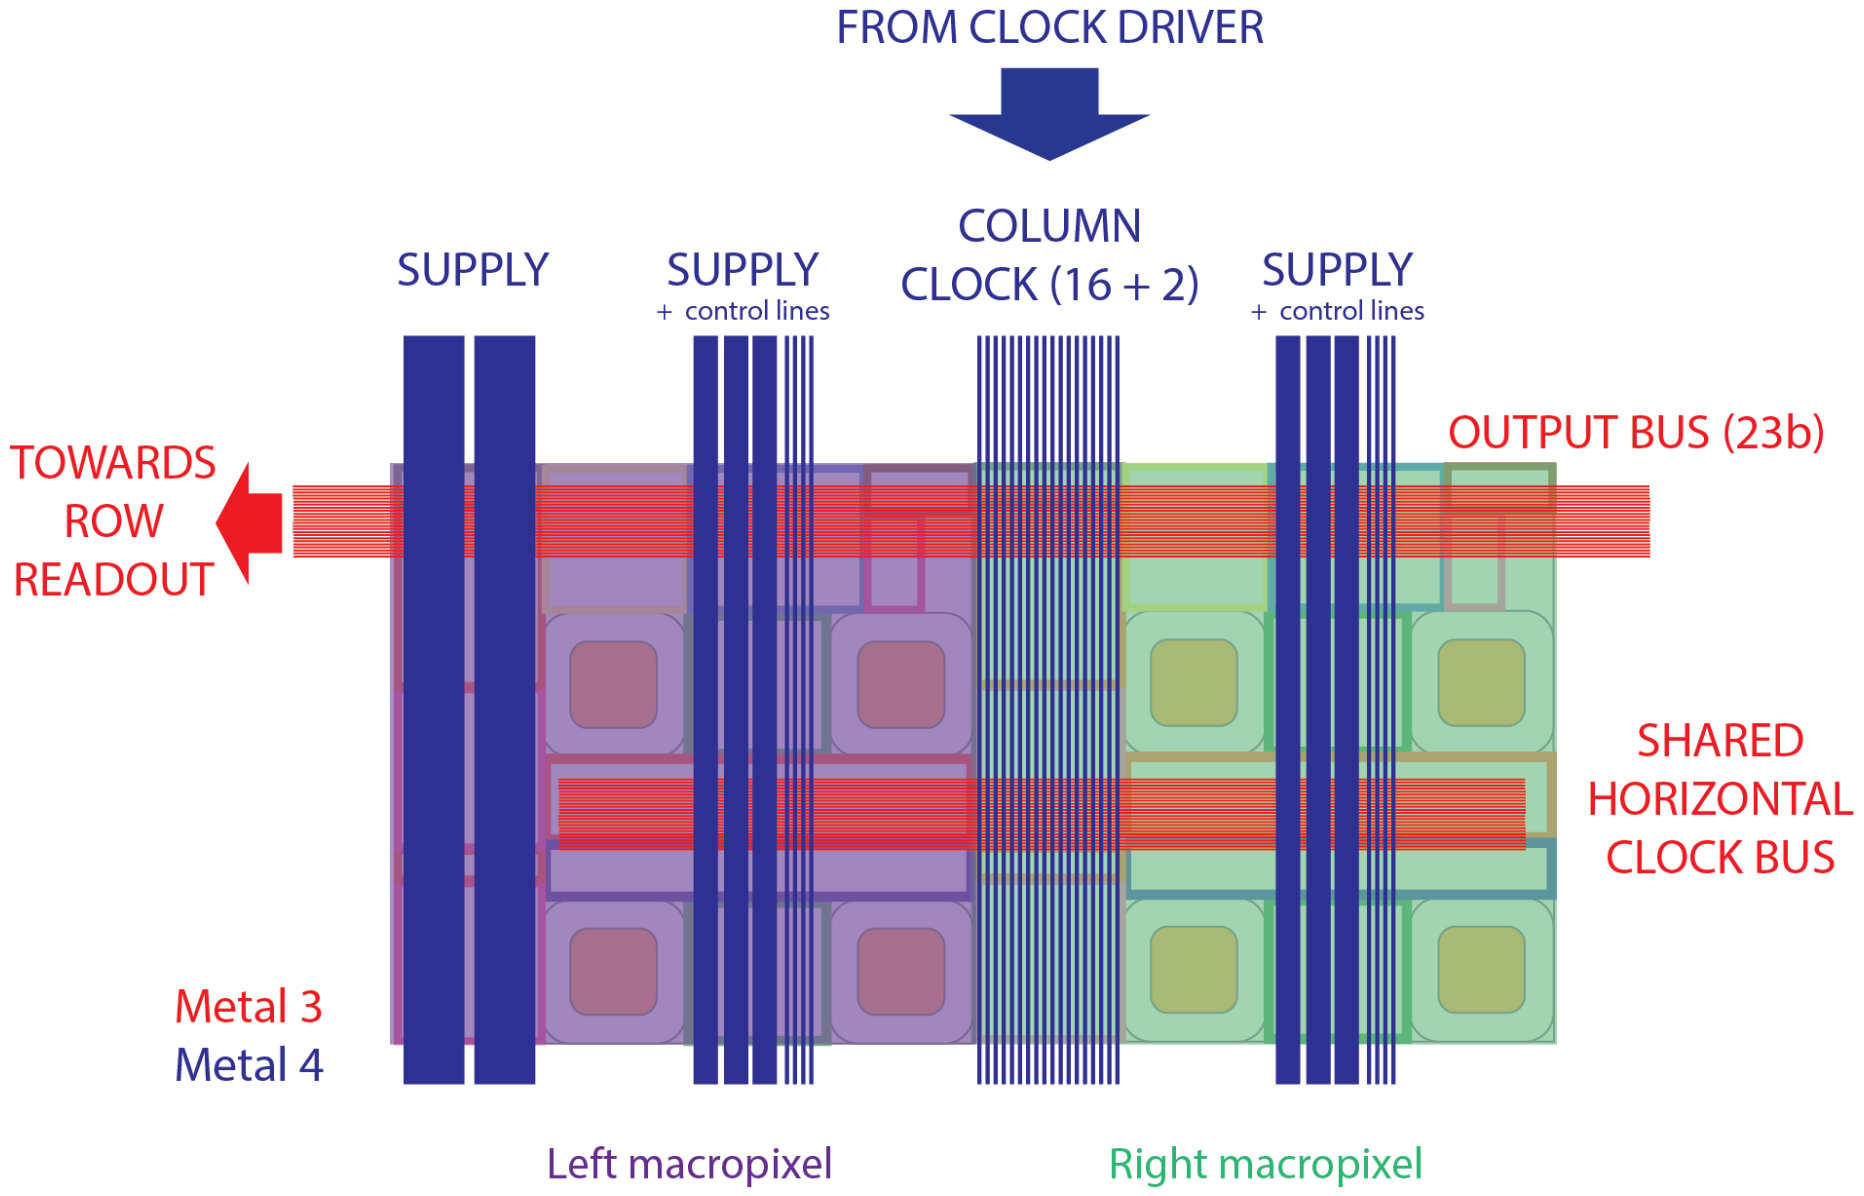 FROM CLOCK DRIVER
COLUMN
CLOCK (16 + 2)
SUPPLY
SUPPLY
+ control lines
SUPPLY
+ control lines
OUTPUT BUS (23b)
TOWARDS
ROW
READOUT
SHARED
HORIZONTAL
CLOCK BUS
Metal 3
Metal 4
Left macropixel
Right macropixel